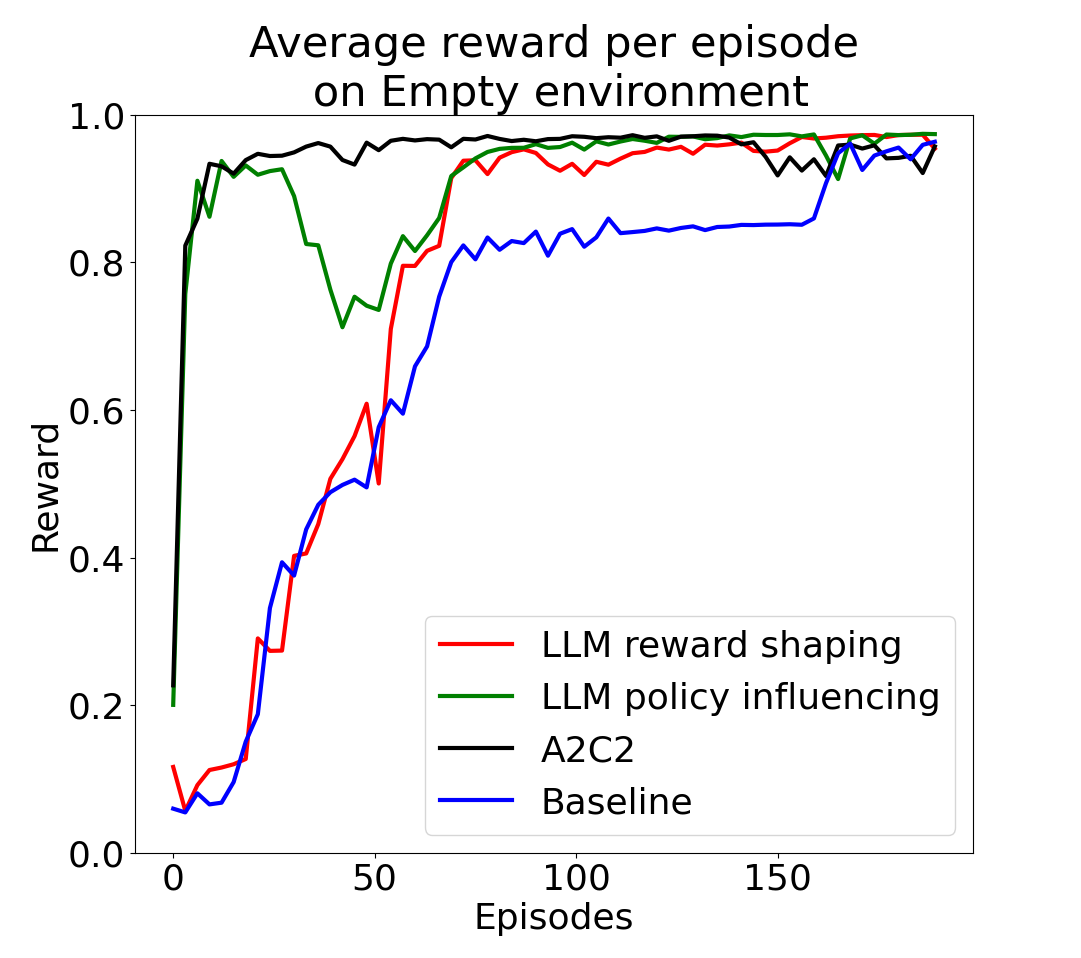 Average reward per episode
on Empty environment
1.0
0.8
0.6
0.4
0.2
0.0
Reward
LLM reward shaping
LLM policy influencing
A2C2
Baseline
0 50 100 150
Episodes